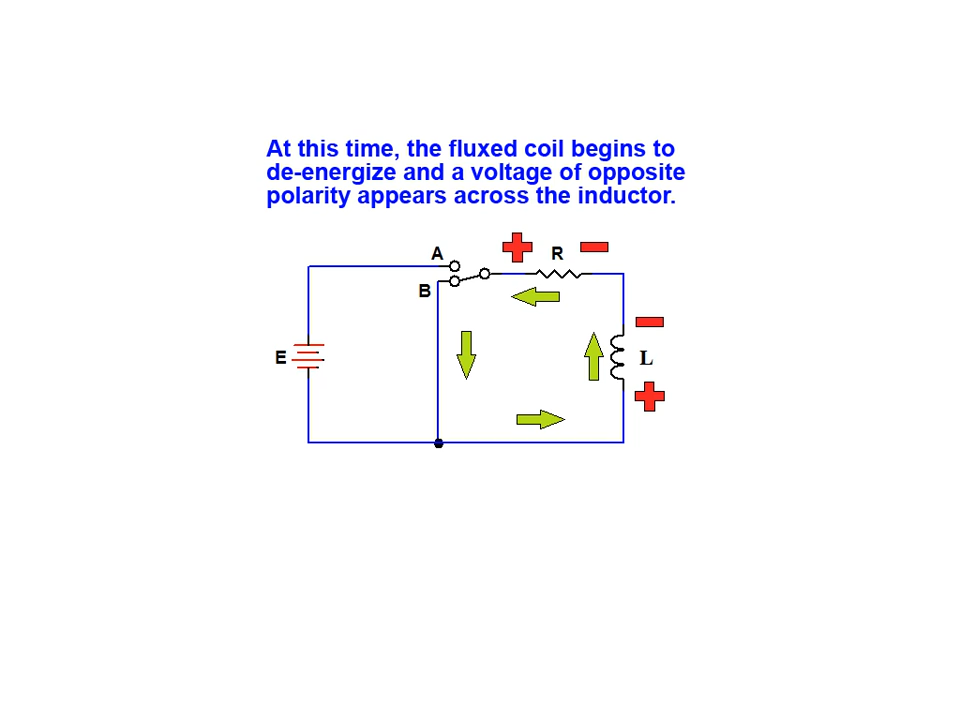 At this time, the fluxed coil begins to
de-energize and a voltage of opposite
polarity appears across the inductor.
A
R
B
E
L